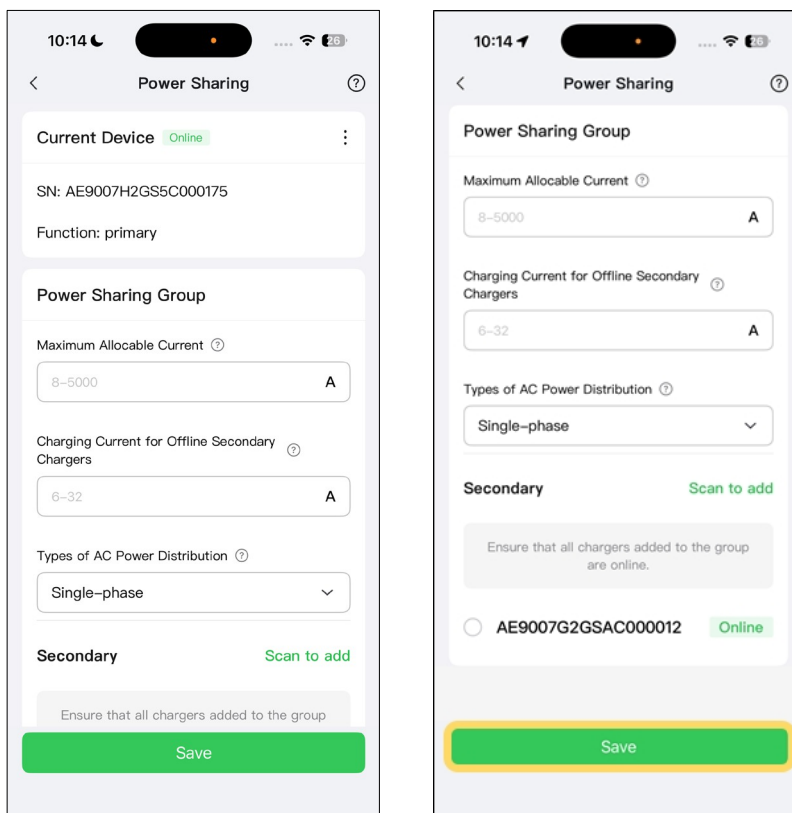 10:14
26
Power Sharing
Current Device Online
SN: AE9007H2GS5C000175
Function: primary
Power Sharing Group
Maximum Allocable Current ?
8-5000 A
Charging Current for Offline Secondary
Chargers ?
6-32 A
Types of AC Power Distribution ?
Single-phase
Secondary Scan to add
Ensure that all chargers added to the group
Save
10:14
26
Power Sharing
Power Sharing Group
Maximum Allocable Current ?
8-5000 A
Charging Current for Offline Secondary
Chargers ?
6-32 A
Types of AC Power Distribution ?
Single-phase
Secondary Scan to add
Ensure that all chargers added to the group
are online.
AE9007G2GSAC000012 Online
Save